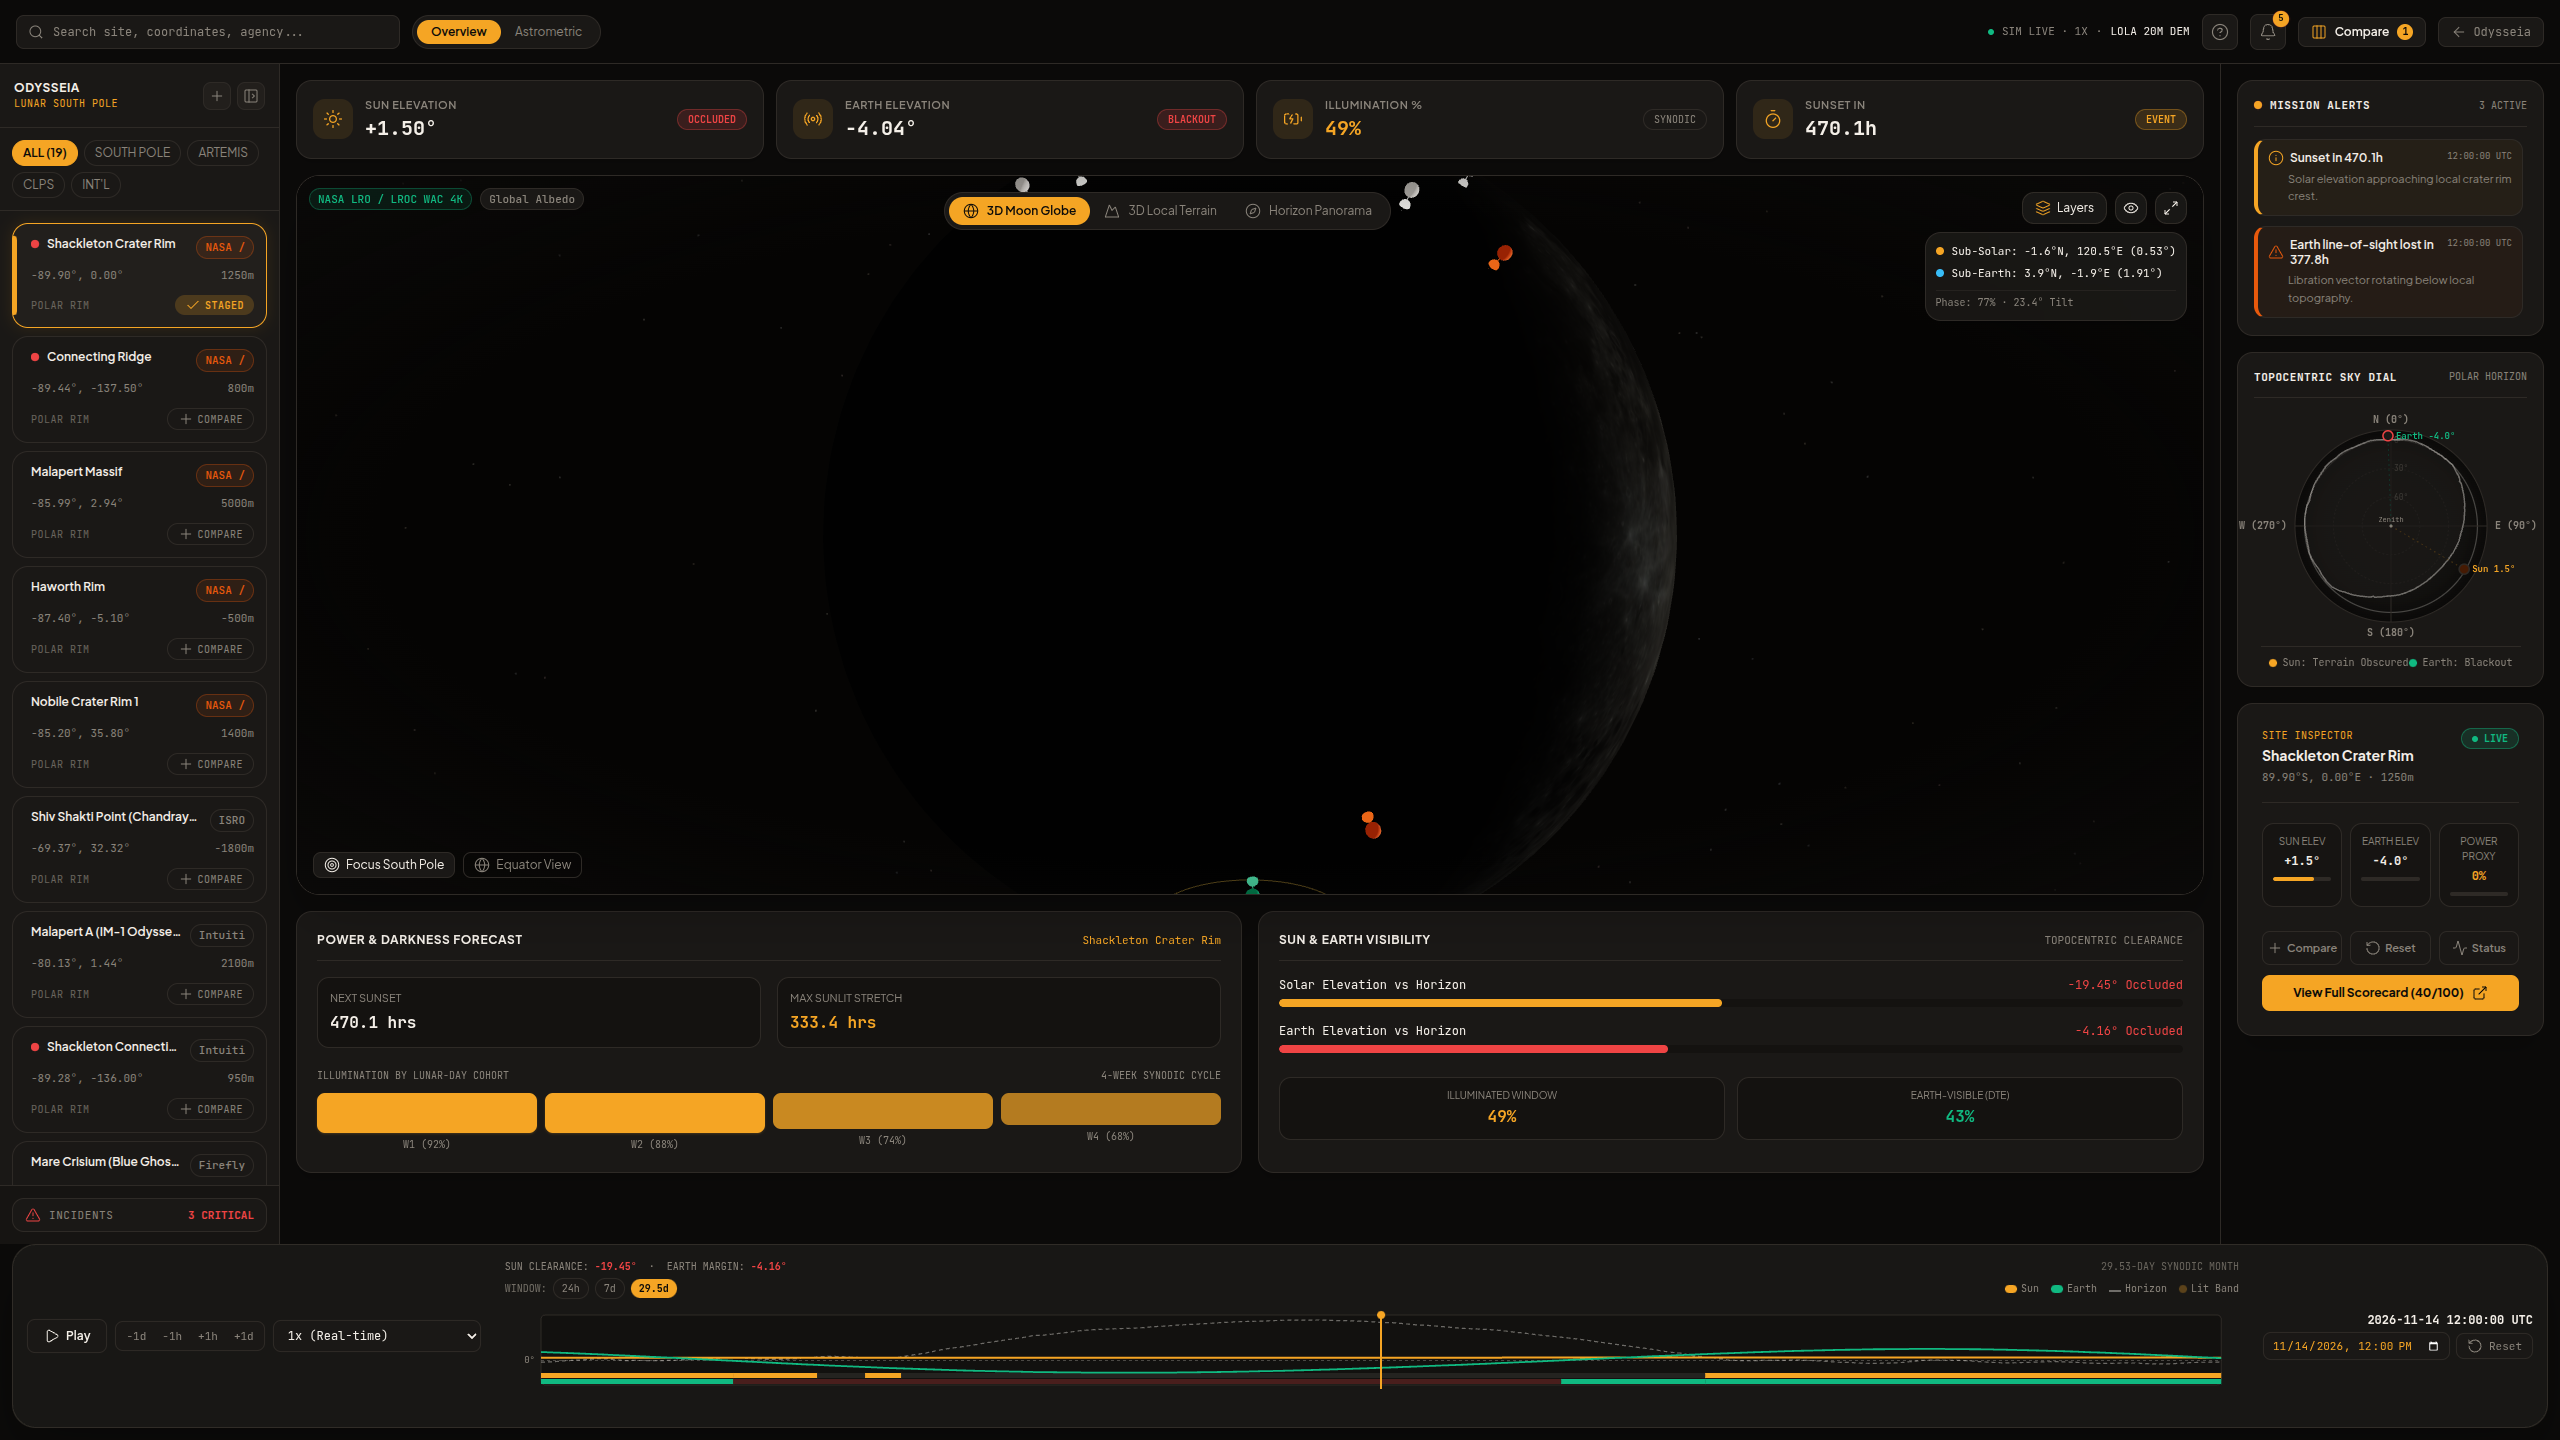 Search site, coordinates, agency...
Overview
Astrometric
SIM LIVE · 1X · LOLA 20M DEM
5
Compare 1
Odysseia
ODYSSEIA
LUNAR SOUTH POLE
ALL (19)
SOUTH POLE
ARTEMIS
CLPS
INT'L
Shackleton Crater Rim
NASA /
-89.90°, 0.00°
1250m
POLAR RIM
STAGED
Connecting Ridge
NASA /
-89.44°, -137.50°
800m
POLAR RIM
COMPARE
Malapert Massif
NASA /
-85.99°, 2.94°
5000m
POLAR RIM
COMPARE
Haworth Rim
NASA /
-87.40°, -5.10°
-500m
POLAR RIM
COMPARE
Nobile Crater Rim 1
NASA /
-85.20°, 35.80°
1400m
POLAR RIM
COMPARE
Shiv Shakti Point (Chandray…
ISRO
-69.37°, 32.32°
-1800m
POLAR RIM
COMPARE
Malapert A (IM-1 Odysse…
Intuiti
-80.13°, 1.44°
2100m
POLAR RIM
COMPARE
Shackleton Connecti…
Intuiti
-89.28°, -136.00°
950m
POLAR RIM
COMPARE
Mare Crisium (Blue Ghos…
Firefly
INCIDENTS
3 CRITICAL
SUN ELEVATION
+1.50°
OCCLUDED
EARTH ELEVATION
-4.04°
BLACKOUT
ILLUMINATION %
49%
SYNODIC
SUNSET IN
470.1h
EVENT
NASA LRO / LROC WAC 4K
Global Albedo
3D Moon Globe
3D Local Terrain
Horizon Panorama
Layers
Sub-Solar: -1.6°N, 120.5°E (0.53°)
Sub-Earth: 3.9°N, -1.9°E (1.91°)
Phase: 77% · 23.4° Tilt
Focus South Pole
Equator View
POWER & DARKNESS FORECAST
Shackleton Crater Rim
NEXT SUNSET
470.1 hrs
MAX SUNLIT STRETCH
333.4 hrs
ILLUMINATION BY LUNAR-DAY COHORT
4-WEEK SYNODIC CYCLE
W1 (92%)
W2 (88%)
W3 (74%)
W4 (68%)
SUN & EARTH VISIBILITY
TOPOCENTRIC CLEARANCE
Solar Elevation vs Horizon
-19.45° Occluded
Earth Elevation vs Horizon
-4.16° Occluded
ILLUMINATED WINDOW
49%
EARTH-VISIBLE (DTE)
43%
MISSION ALERTS
3 ACTIVE
Sunset in 470.1h
12:00:00 UTC
Solar elevation approaching local crater rim
crest.
Earth line-of-sight lost in
377.8h
12:00:00 UTC
Libration vector rotating below local
topography.
TOPOCENTRIC SKY DIAL
POLAR HORIZON
N (0°)
Earth -4.0°
30°
60°
Zenith
W (270°)
E (90°)
Sun 1.5°
S (180°)
Sun: Terrain Obscured
Earth: Blackout
SITE INSPECTOR
LIVE
Shackleton Crater Rim
89.90°S, 0.00°E · 1250m
SUN ELEV
+1.5°
EARTH ELEV
-4.0°
POWER
PROXY
0%
Compare
Reset
Status
View Full Scorecard (40/100)
Play
-1d
-1h
+1h
+1d
1x (Real-time)
SUN CLEARANCE: -19.45° · EARTH MARGIN: -4.16°
WINDOW:
24h
7d
29.5d
29.53-DAY SYNODIC MONTH
Sun
Earth
Horizon
Lit Band
0°
2026-11-14 12:00:00 UTC
11/14/2026, 12:00 PM
Reset